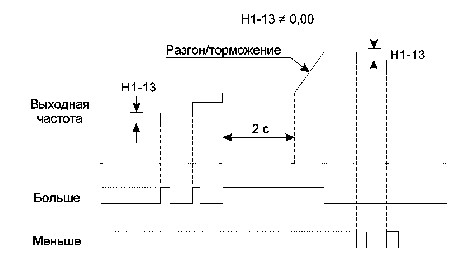 H1-13 ≠ 0,00
Разгон/торможение
H1-13
H1-13
Выходная
частота
2 с
Больше
Меньше